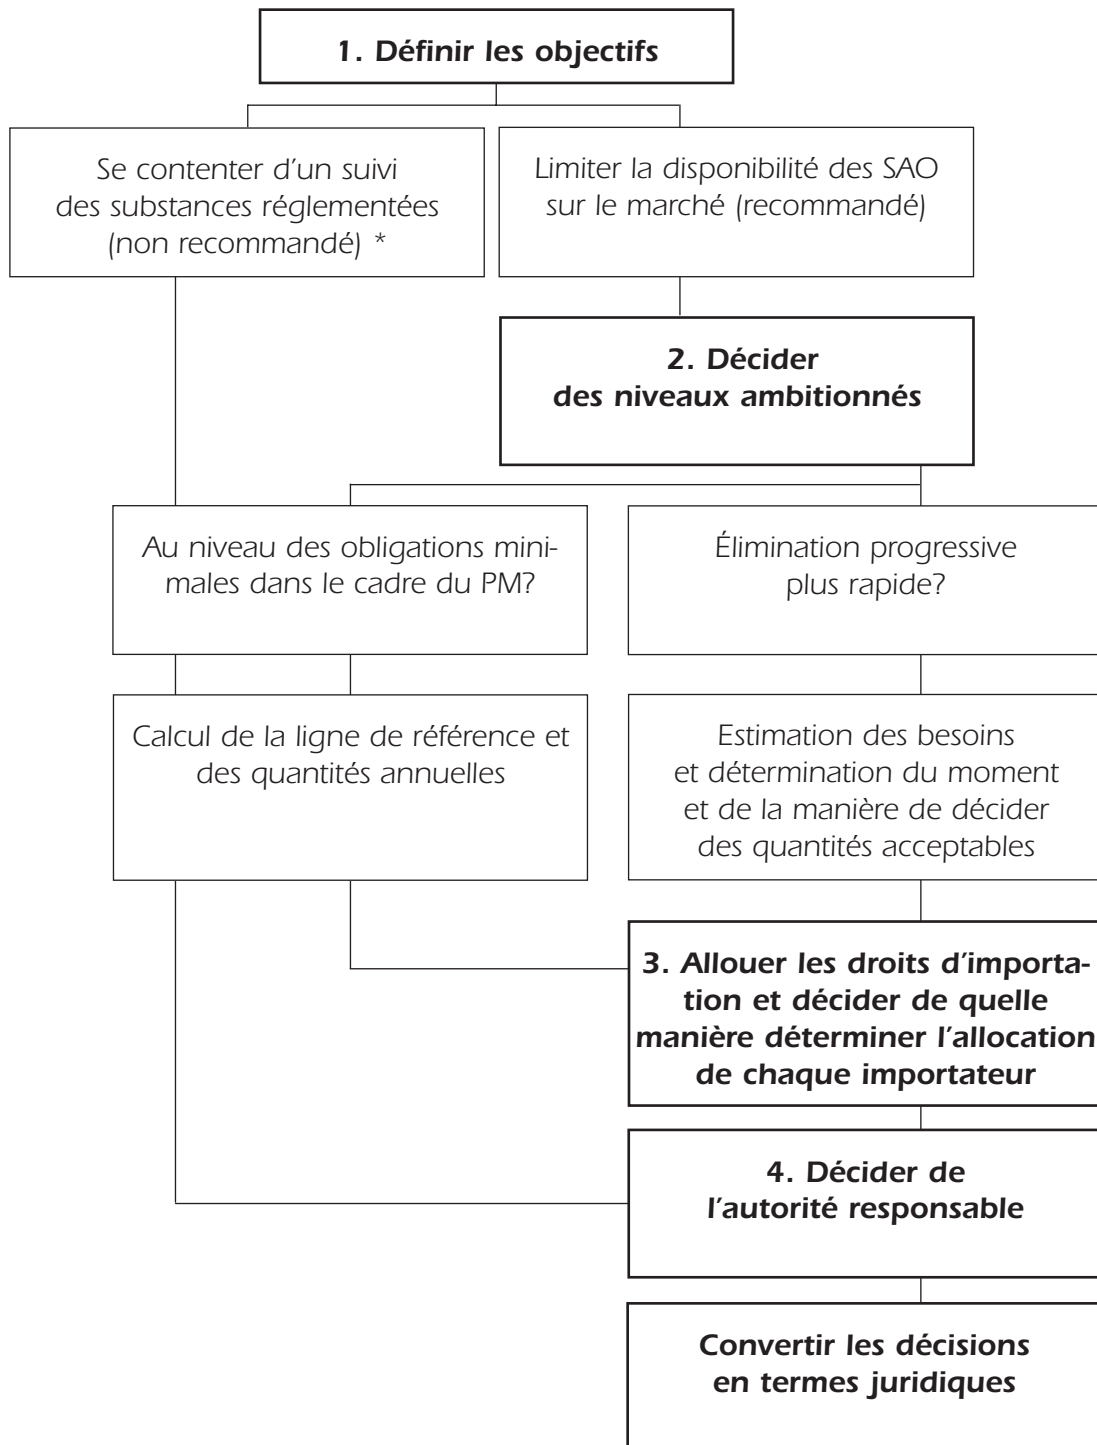 1. Définir les objectifs
Se contenter d'un suivi
des substances réglementées
(non recommandé) *
Limiter la disponibilité des SAO
sur le marché (recommandé)
2. Décider
des niveaux ambitionnés
Au niveau des obligations mini-
males dans le cadre du PM?
Élimination progressive
plus rapide?
Calcul de la ligne de référence et
des quantités annuelles
Estimation des besoins
et détermination du moment
et de la manière de décider
des quantités acceptables
3. Allouer les droits d'importa-
tion et décider de quelle
manière déterminer l'allocation
de chaque importateur
4. Décider de
l'autorité responsable
Convertir les décisions
en termes juridiques